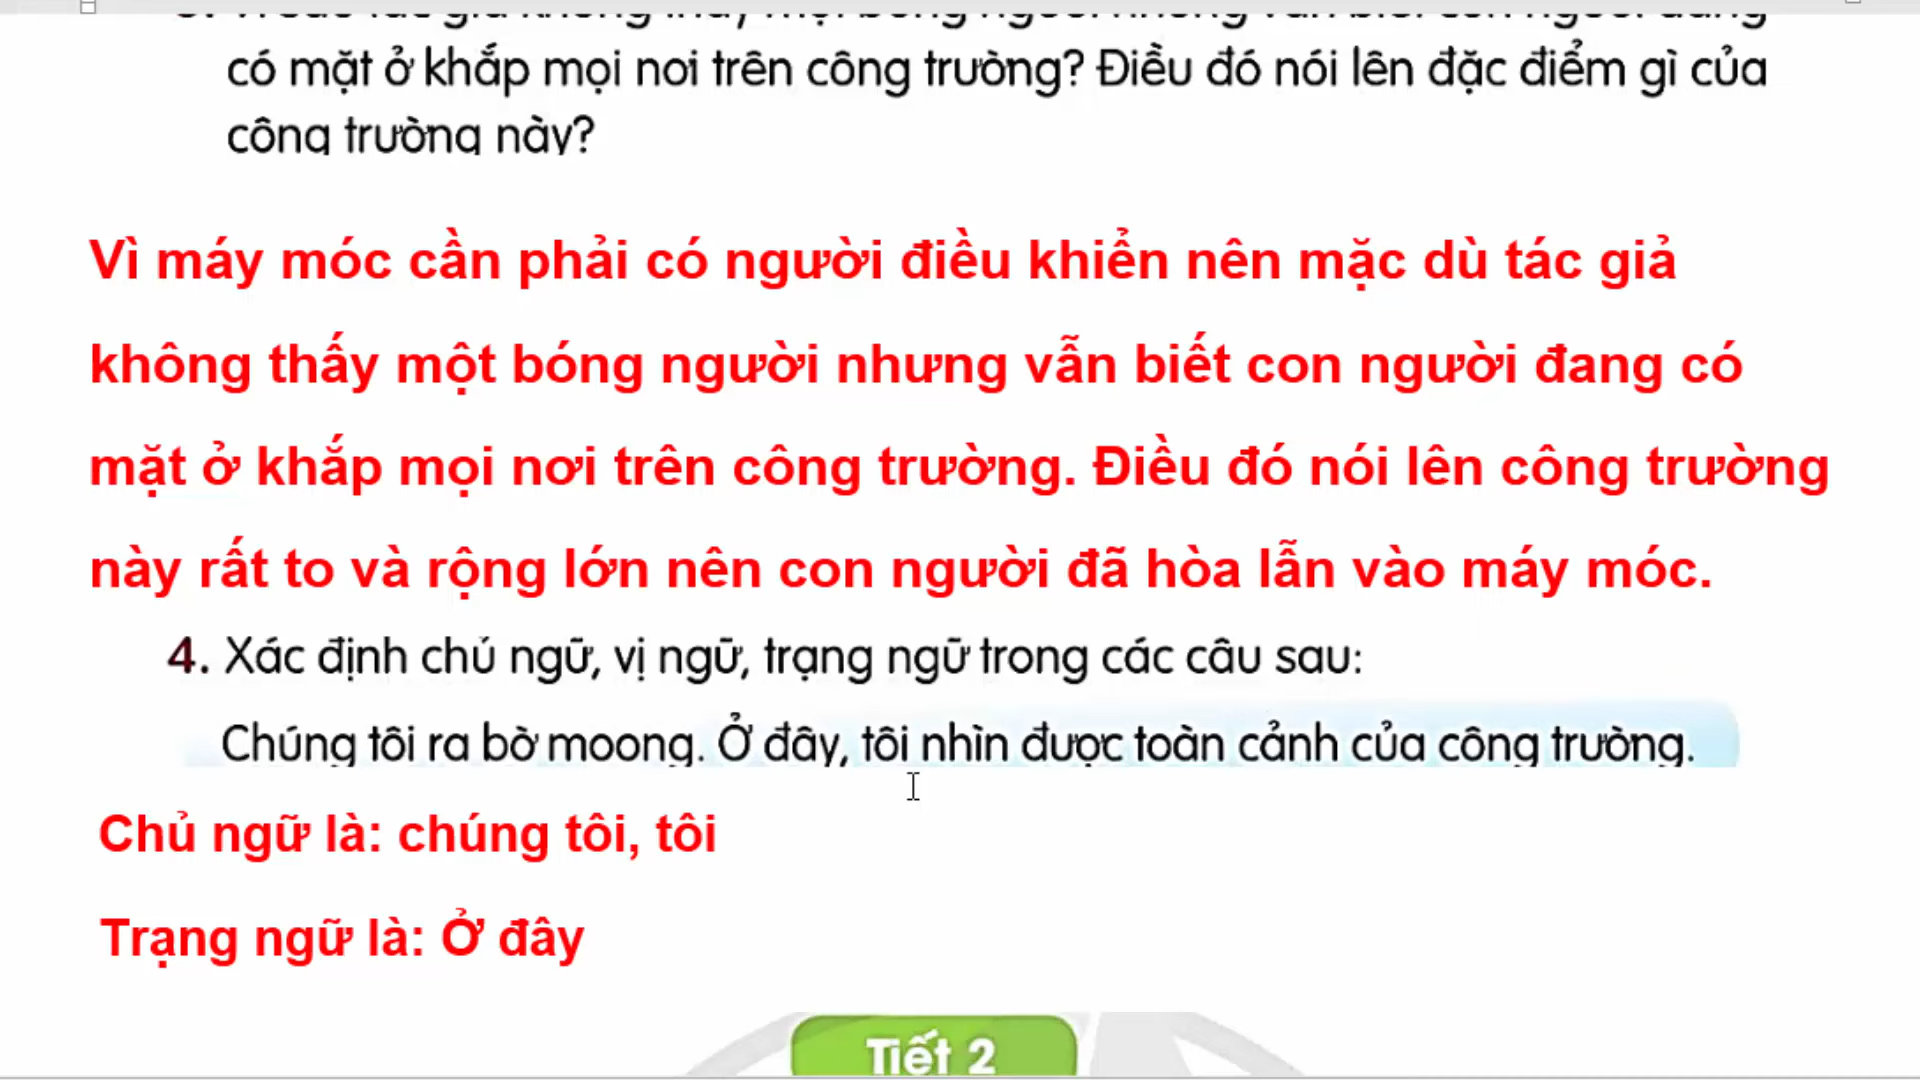 có mặt ở khắp mọi nơi trên công trường? Điều đó nói lên đặc điểm gì của
công trường này?
Vì máy móc cần phải có người điều khiển nên mặc dù tác giả
không thấy một bóng người nhưng vẫn biết con người đang có
mặt ở khắp mọi nơi trên công trường. Điều đó nói lên công trường
này rất to và rộng lớn nên con người đã hòa lẫn vào máy móc.
4. Xác định chủ ngữ, vị ngữ, trạng ngữ trong các câu sau:
Chúng tôi ra bờ moong. Ở đây, tôi nhìn được toàn cảnh của công trường.
Chủ ngữ là: chúng tôi, tôi
Trạng ngữ là: Ở đây
Tiết 2